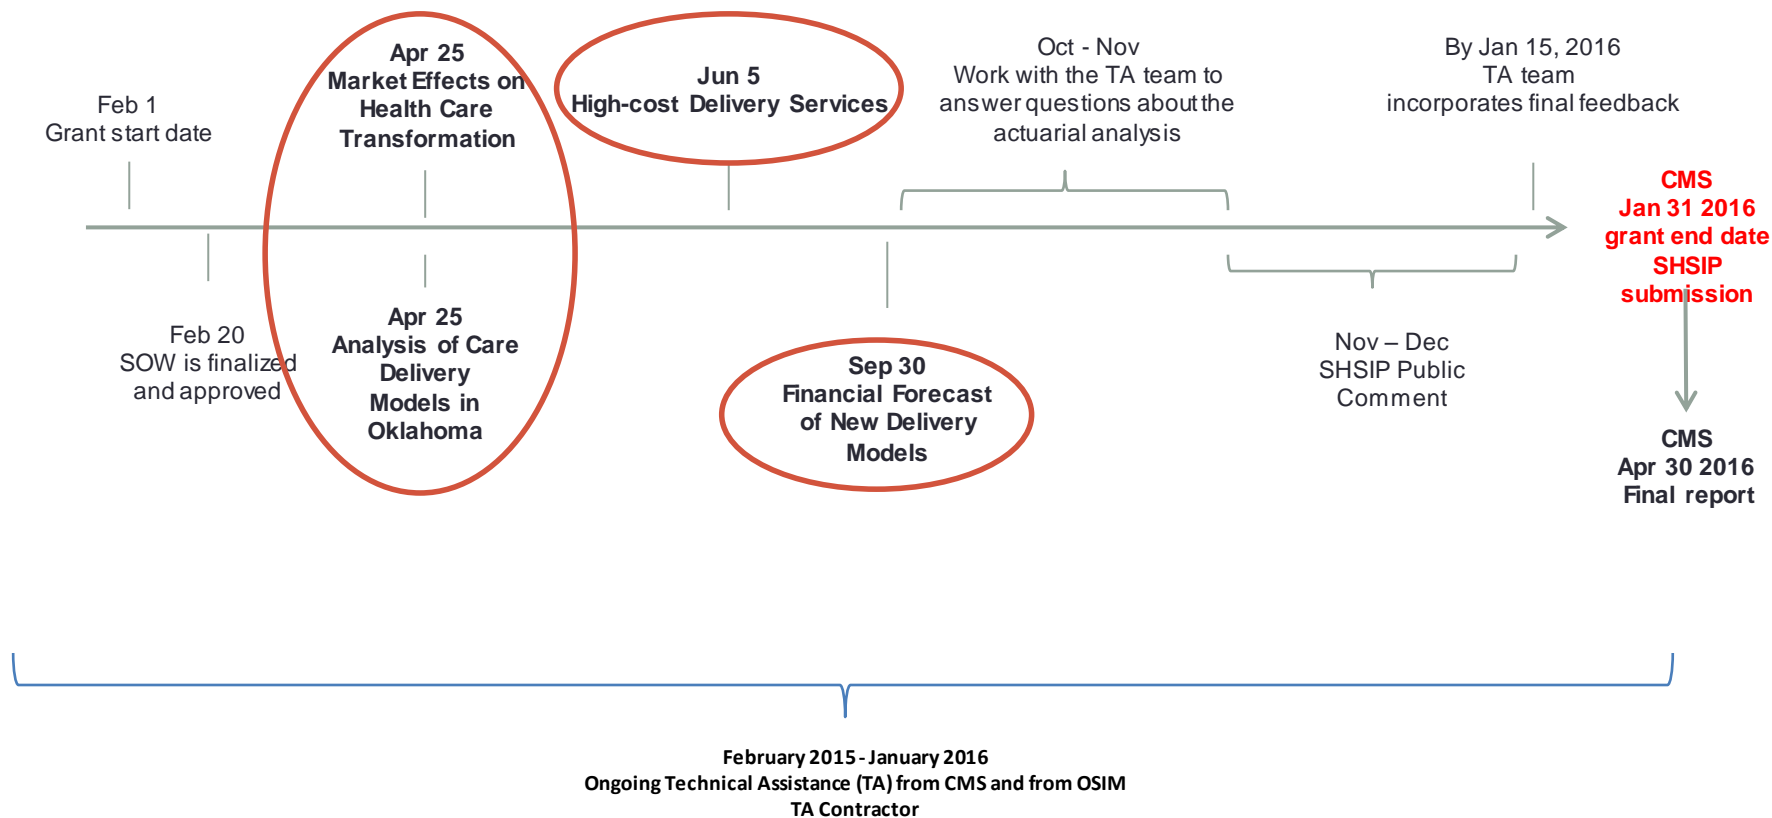 Feb 1
Grant start date
Apr 25
Market Effects on
Health Care
Transformation
Jun 5
High-cost Delivery Services
Oct - Nov
Work with the TA team to
answer questions about the
actuarial analysis
By Jan 15, 2016
TA team
incorporates final feedback
CMS
Jan 31 2016
grant end date
SHSIP
submission
Feb 20
SOW is finalized
and approved
Apr 25
Analysis of Care
Delivery
Models in
Oklahoma
Sep 30
Financial Forecast
of New Delivery
Models
Nov – Dec
SHSIP Public
Comment
CMS
Apr 30 2016
Final report
February 2015 - January 2016
Ongoing Technical Assistance (TA) from CMS and from OSIM
TA Contractor